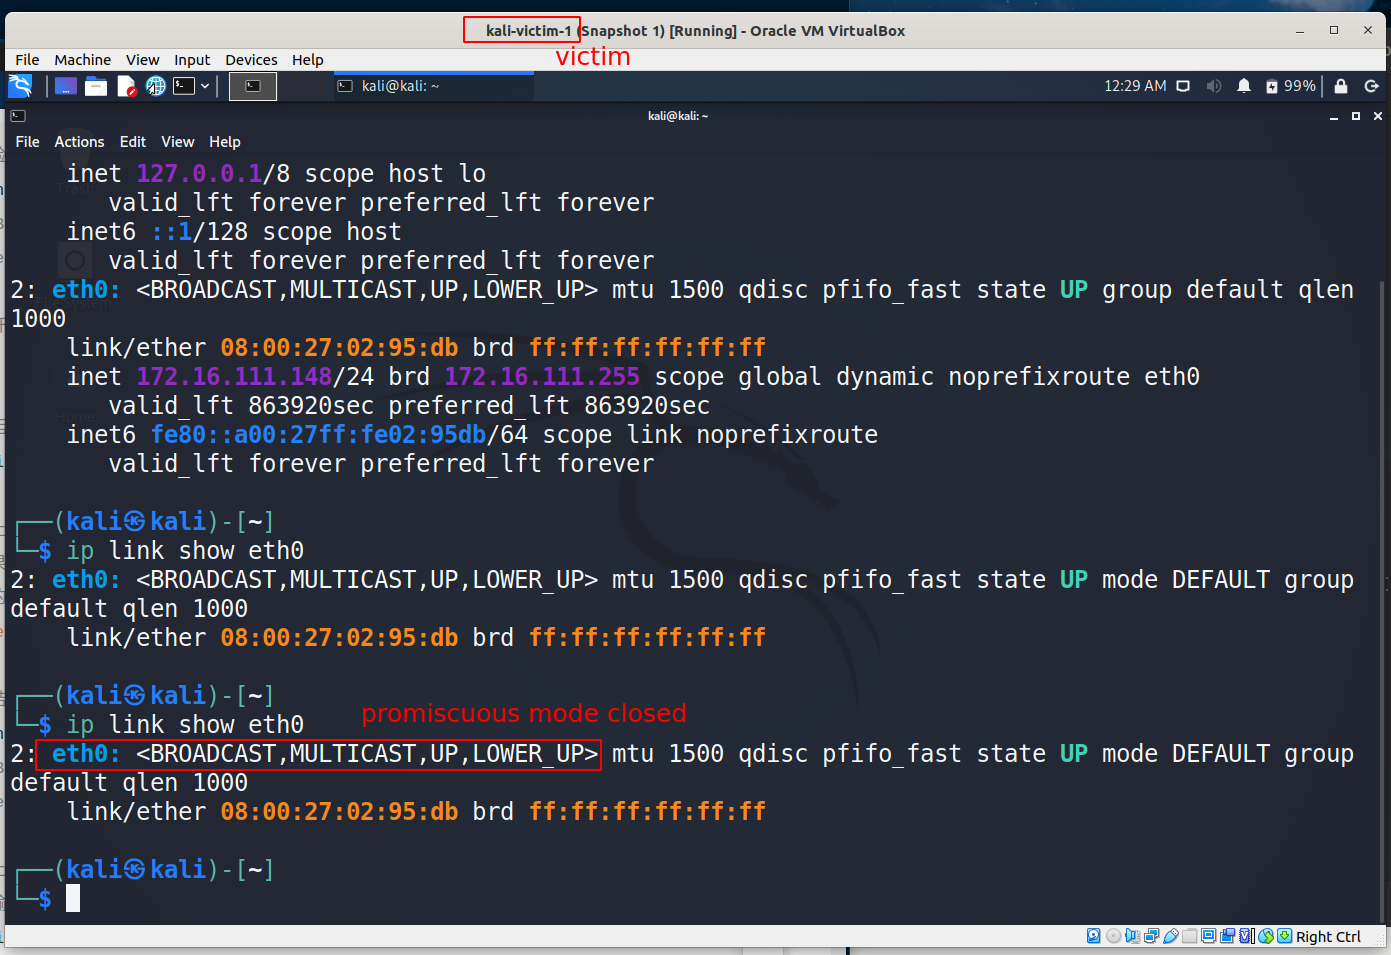 kali-victim-1 (Snapshot 1) [Running] - Oracle VM VirtualBox
File Machine View Input Devices Help
victim
kali@kali: ~
12:29 AM
99%
kali@kali: ~
File Actions Edit View Help
inet 127.0.0.1/8 scope host lo
valid_lft forever preferred_lft forever
inet6 ::1/128 scope host
valid_lft forever preferred_lft forever
2: eth0: <BROADCAST,MULTICAST,UP,LOWER_UP> mtu 1500 qdisc pfifo_fast state UP group default qlen
1000
link/ether 08:00:27:02:95:db brd ff:ff:ff:ff:ff:ff
inet 172.16.111.148/24 brd 172.16.111.255 scope global dynamic noprefixroute eth0
valid_lft 863920sec preferred_lft 863920sec
inet6 fe80::a00:27ff:fe02:95db/64 scope link noprefixroute
valid_lft forever preferred_lft forever
┌──(kali㉿kali)-[~]
└─$ ip link show eth0
2: eth0: <BROADCAST,MULTICAST,UP,LOWER_UP> mtu 1500 qdisc pfifo_fast state UP mode DEFAULT group
default qlen 1000
link/ether 08:00:27:02:95:db brd ff:ff:ff:ff:ff:ff
┌──(kali㉿kali)-[~]
└─$ ip link show eth0
promiscuous mode closed
2: eth0: <BROADCAST,MULTICAST,UP,LOWER_UP> mtu 1500 qdisc pfifo_fast state UP mode DEFAULT group
default qlen 1000
link/ether 08:00:27:02:95:db brd ff:ff:ff:ff:ff:ff
┌──(kali㉿kali)-[~]
└─$
Trash
Home
Right Ctrl